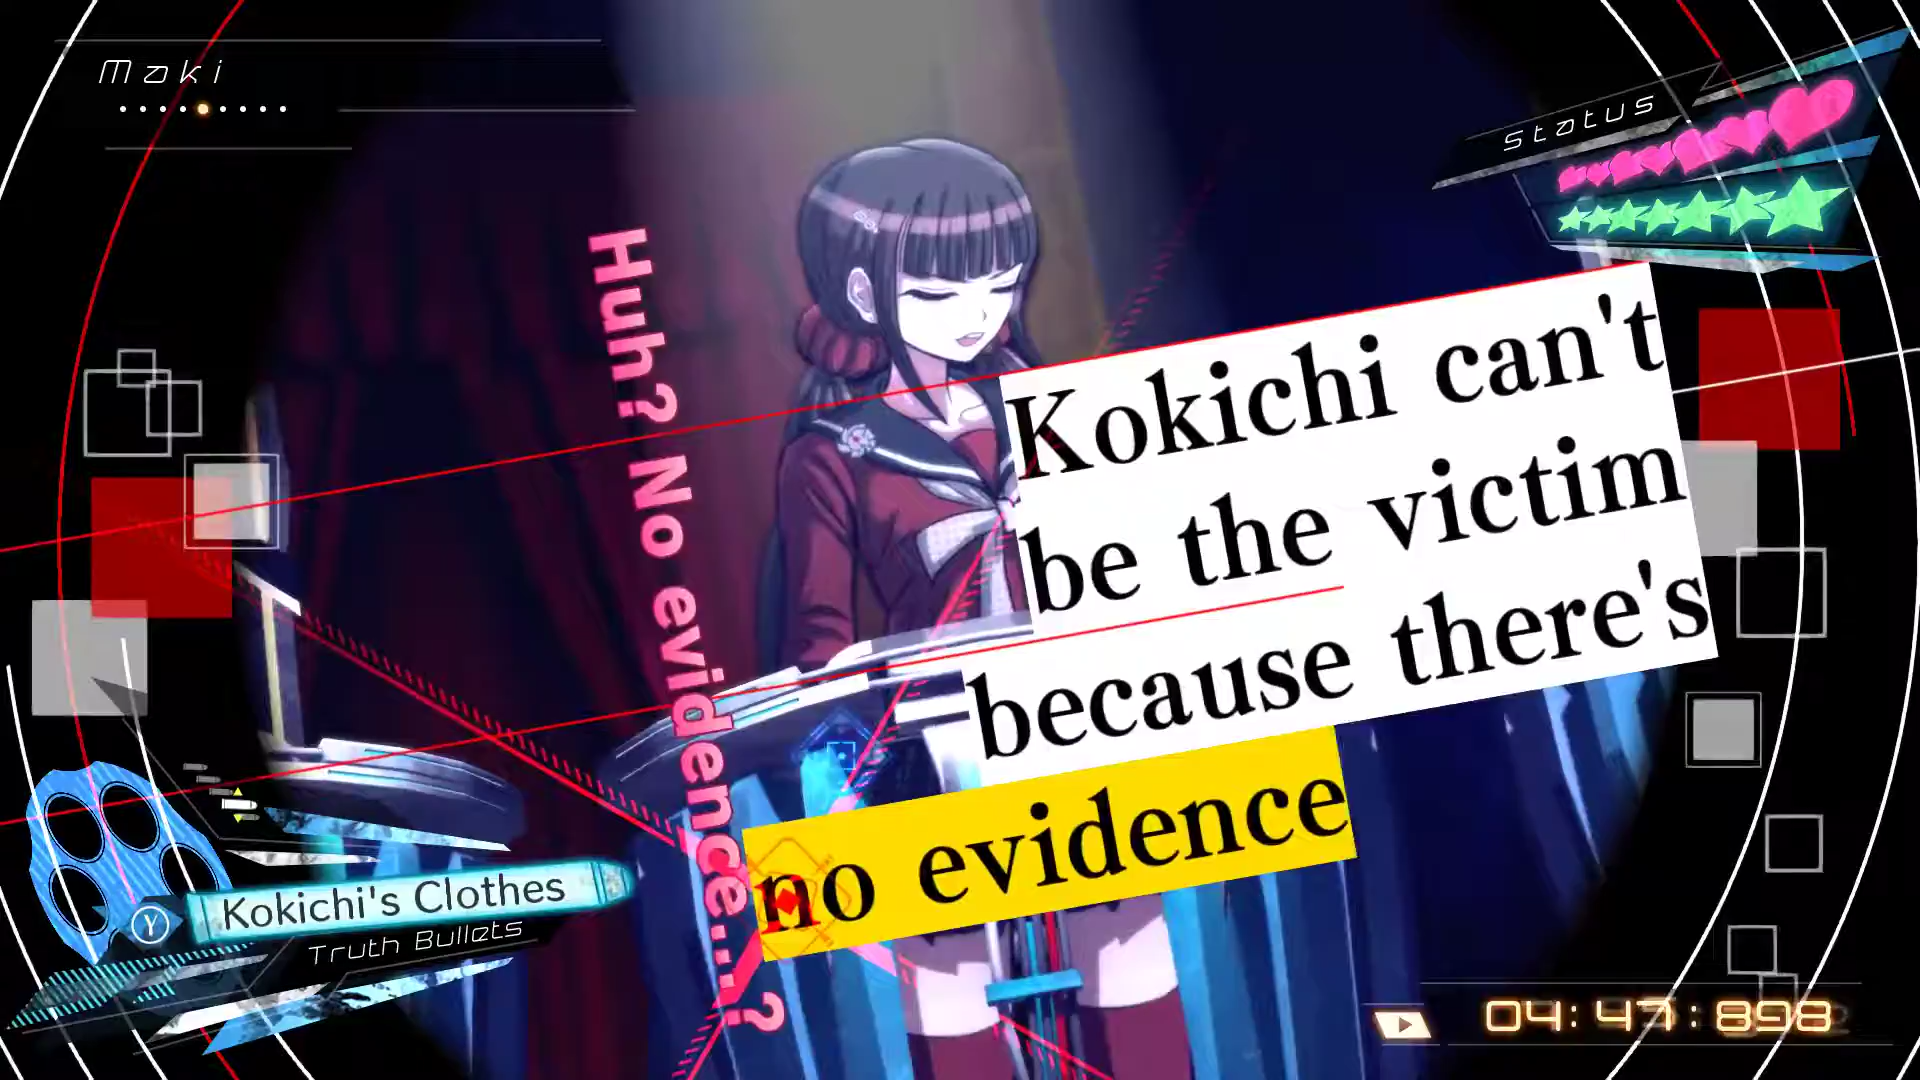 Maki
Status
Huh? No evidence...?
Kokichi can't
be the victim
because there's
no evidence
Y
Kokichi's Clothes
Truth Bullets
04:47:898